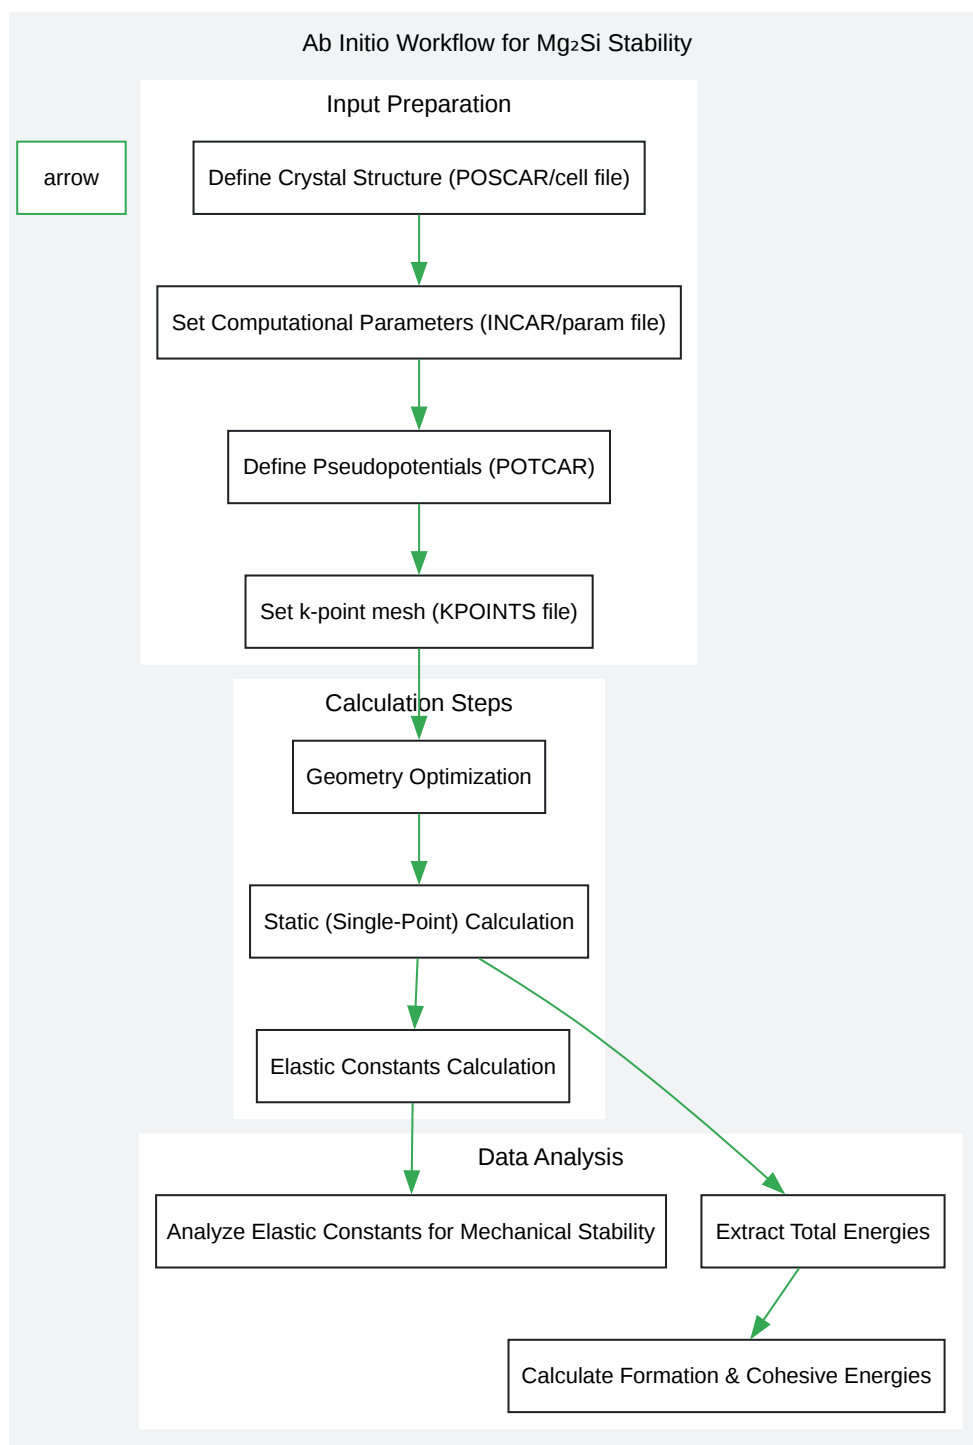 Ab Initio Workflow for Mg₂Si Stability
Input Preparation
arrow
Define Crystal Structure (POSCAR/cell file)
Set Computational Parameters (INCAR/param file)
Define Pseudopotentials (POTCAR)
Set k-point mesh (KPOINTS file)
Calculation Steps
Geometry Optimization
Static (Single-Point) Calculation
Elastic Constants Calculation
Data Analysis
Analyze Elastic Constants for Mechanical Stability
Extract Total Energies
Calculate Formation & Cohesive Energies